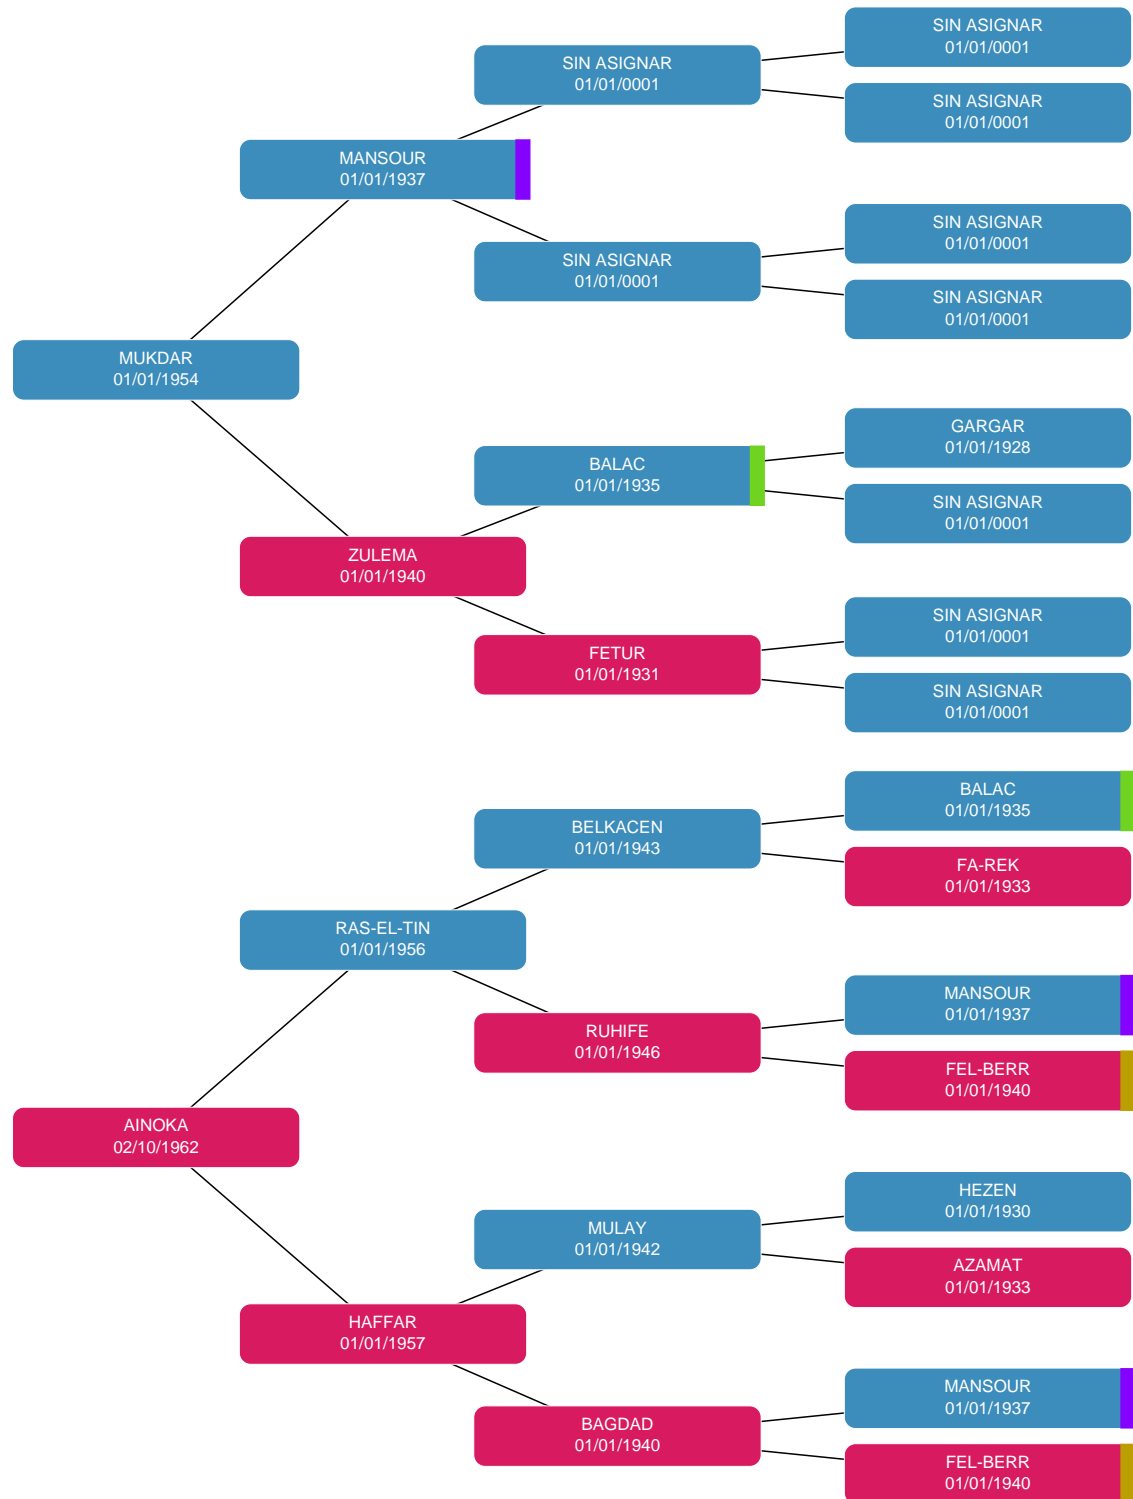 SIN ASIGNAR
01/01/0001
SIN ASIGNAR
01/01/0001
SIN ASIGNAR
01/01/0001
MANSOUR
01/01/1937
SIN ASIGNAR
01/01/0001
SIN ASIGNAR
01/01/0001
SIN ASIGNAR
01/01/0001
MUKDAR
01/01/1954
GARGAR
01/01/1928
BALAC
01/01/1935
SIN ASIGNAR
01/01/0001
ZULEMA
01/01/1940
SIN ASIGNAR
01/01/0001
FETUR
01/01/1931
SIN ASIGNAR
01/01/0001
BALAC
01/01/1935
BELKACEN
01/01/1943
FA-REK
01/01/1933
RAS-EL-TIN
01/01/1956
MANSOUR
01/01/1937
RUHIFE
01/01/1946
FEL-BERR
01/01/1940
AINOKA
02/10/1962
HEZEN
01/01/1930
MULAY
01/01/1942
AZAMAT
01/01/1933
HAFFAR
01/01/1957
MANSOUR
01/01/1937
BAGDAD
01/01/1940
FEL-BERR
01/01/1940